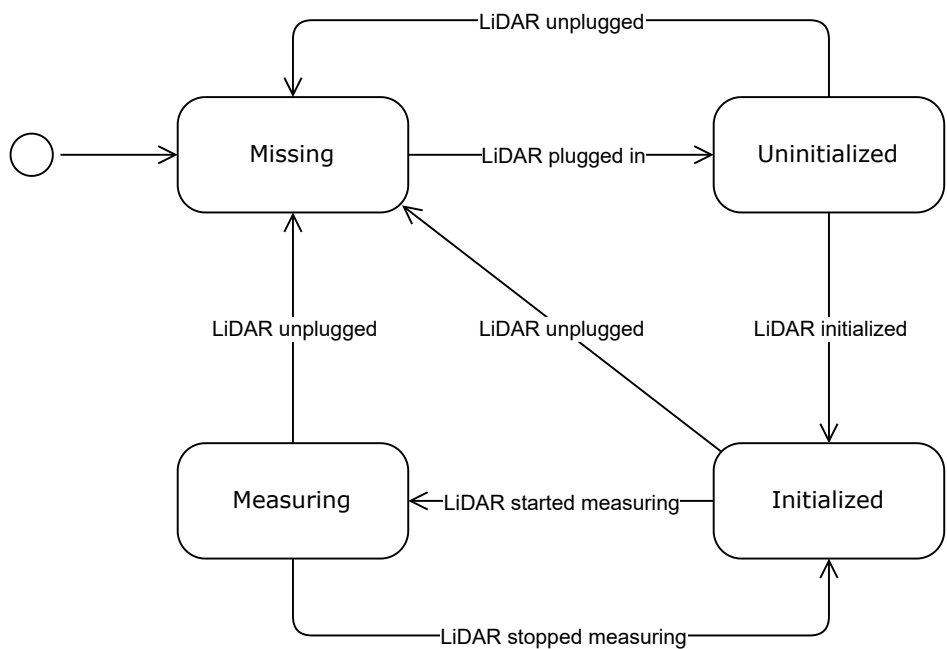 LiDAR unplugged
Missing
LiDAR plugged in
Uninitialized
LiDAR unplugged
LiDAR unplugged
LiDAR initialized
Measuring
LiDAR started measuring
Initialized
LiDAR stopped measuring